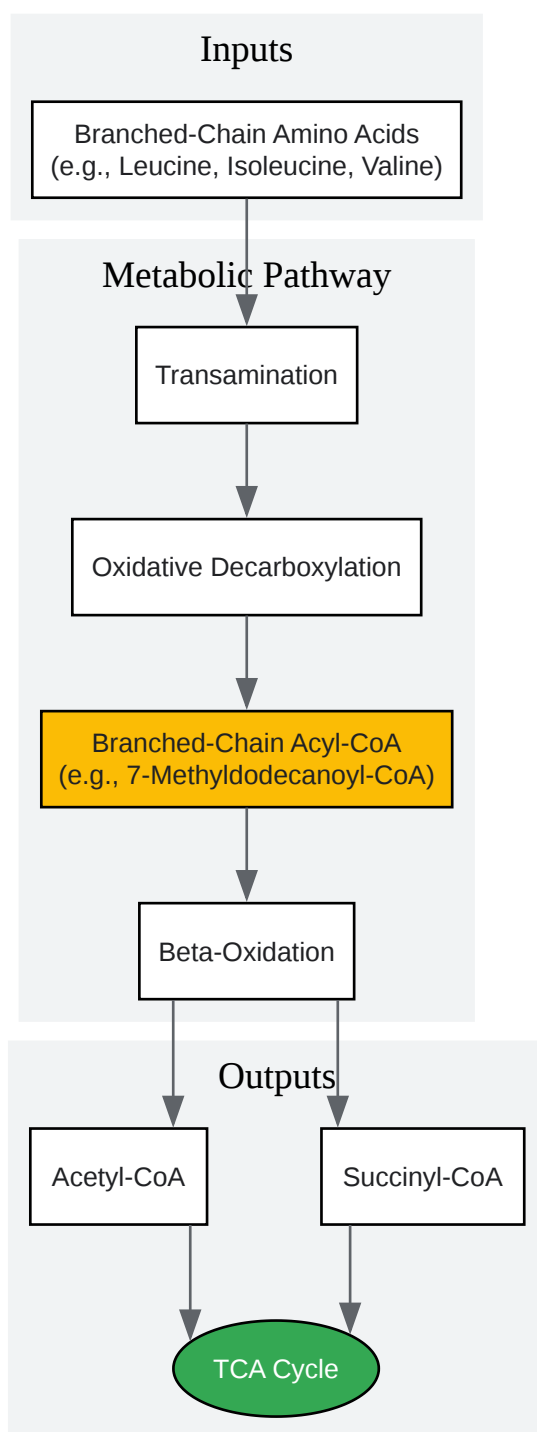 Inputs
Branched-Chain Amino Acids
(e.g., Leucine, Isoleucine, Valine)
Metabolic Pathway
Transamination
Oxidative Decarboxylation
Branched-Chain Acyl-CoA
(e.g., 7-Methyldodecanoyl-CoA)
Beta-Oxidation
Outputs
Acetyl-CoA
Succinyl-CoA
TCA Cycle